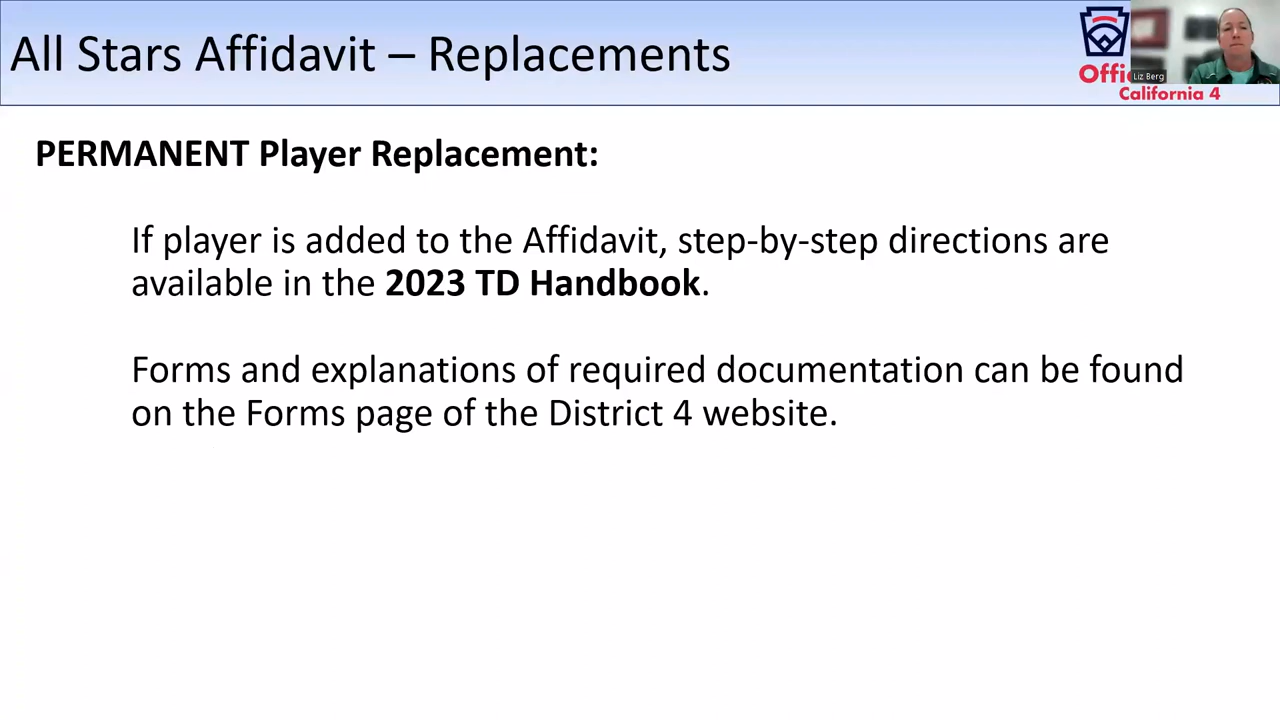 All Stars Affidavit – Replacements
Offic
Liz Berg
California 4
PERMANENT Player Replacement:
If player is added to the Affidavit, step-by-step directions are
available in the 2023 TD Handbook.
Forms and explanations of required documentation can be found
on the Forms page of the District 4 website.